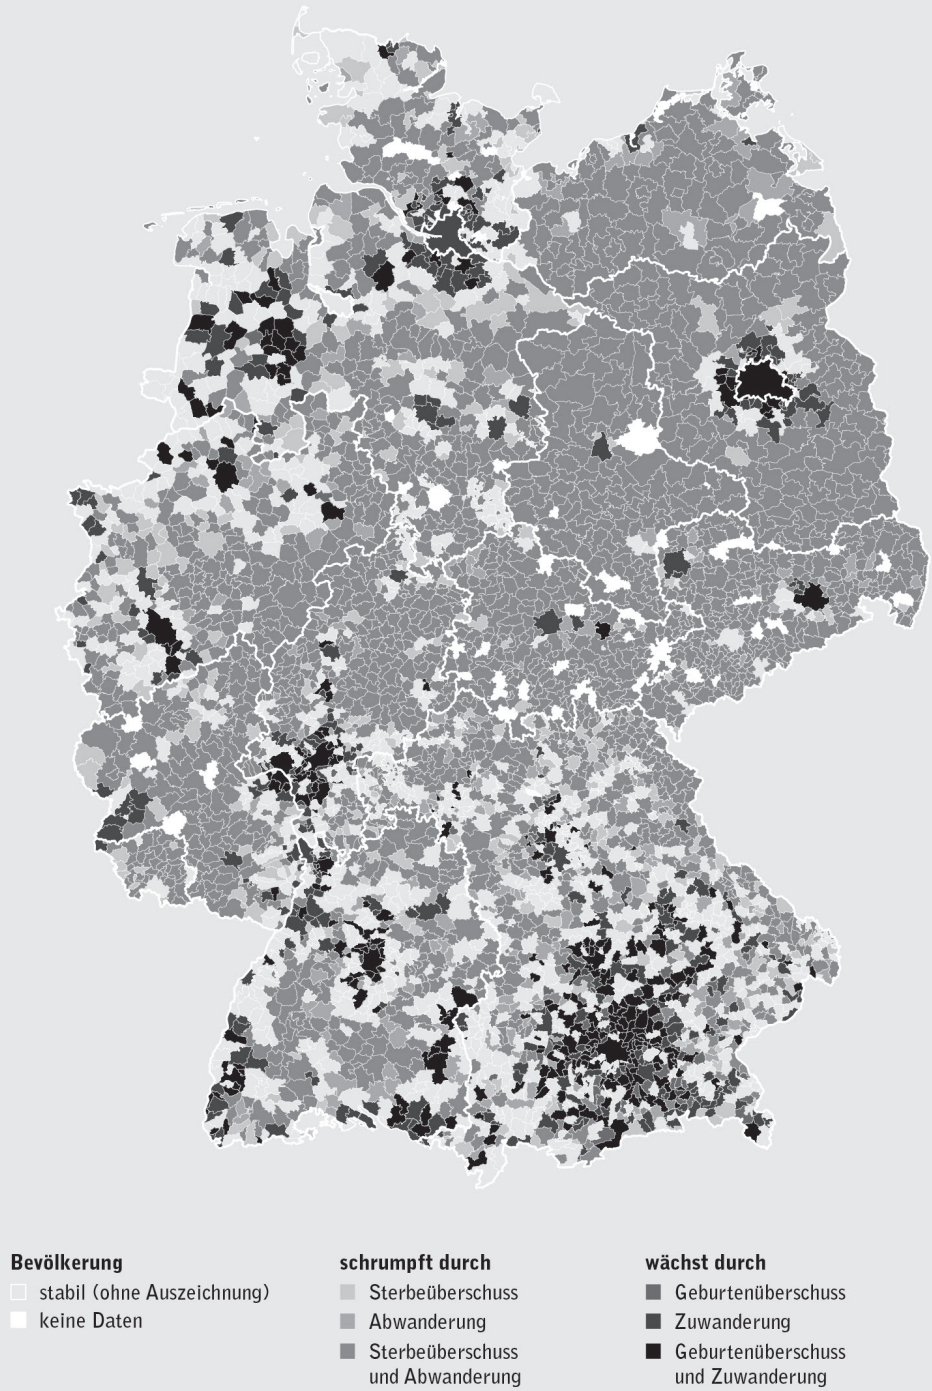 Bevölkerung
stabil (ohne Auszeichnung)
keine Daten
schrumpft durch
Sterbeüberschuss
Abwanderung
Sterbeüberschuss
und Abwanderung
wächst durch
Geburtenüberschuss
Zuwanderung
Geburtenüberschuss
und Zuwanderung